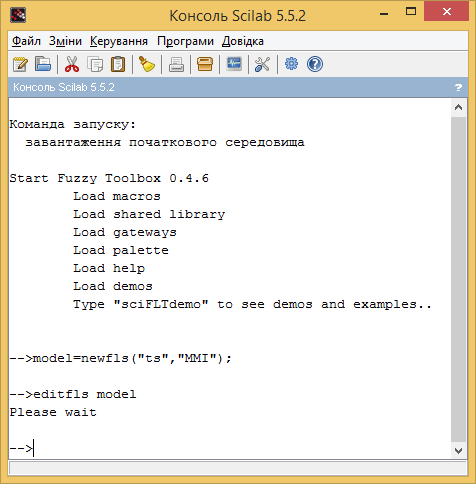 Консоль Scilab 5.5.2
Файл Зміни Керування Програми Довідка
Консоль Scilab 5.5.2 ?
Команда запуску:
завантаження початкового середовища
Start Fuzzy Toolbox 0.4.6
Load macros
Load shared library
Load gateways
Load palette
Load help
Load demos
Type "sciFLTdemo" to see demos and examples..
-->model=newfls("ts","MMI");
-->editfls model
Please wait
-->